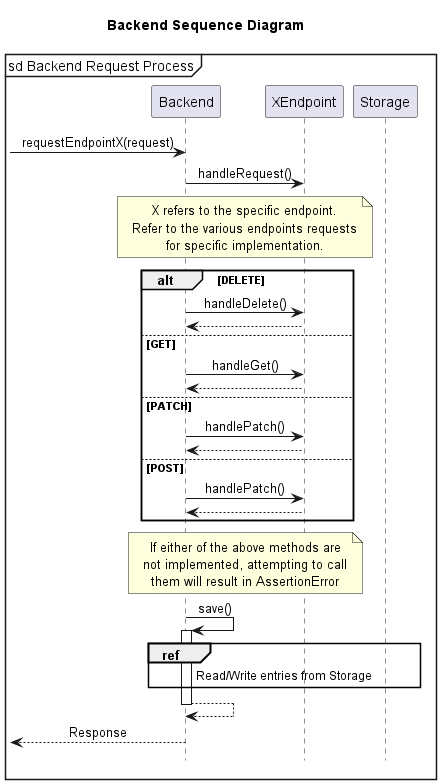 Backend Sequence Diagram
sd Backend Request Process
Backend
XEndpoint
Storage
requestEndpointX(request)
handleRequest()
X refers to the specific endpoint.
Refer to the various endpoints requests
for specific implementation.
alt
[DELETE]
handleDelete()
[GET]
handleGet()
[PATCH]
handlePatch()
[POST]
handlePatch()
If either of the above methods are
not implemented, attempting to call
them will result in AssertionError
save()
ref
Read/Write entries from Storage
Response